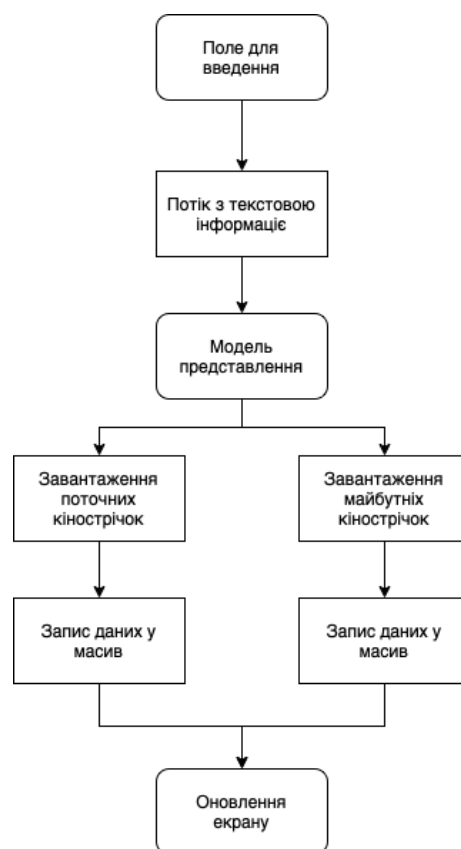 Поле для
введення
Потік з текстовою
інформаціє
Модель
представлення
Завантаження
поточних
кінострічок
Завантаження
майбутніх
кінострічок
Запис даних у
масив
Запис даних у
масив
Оновлення
екрану